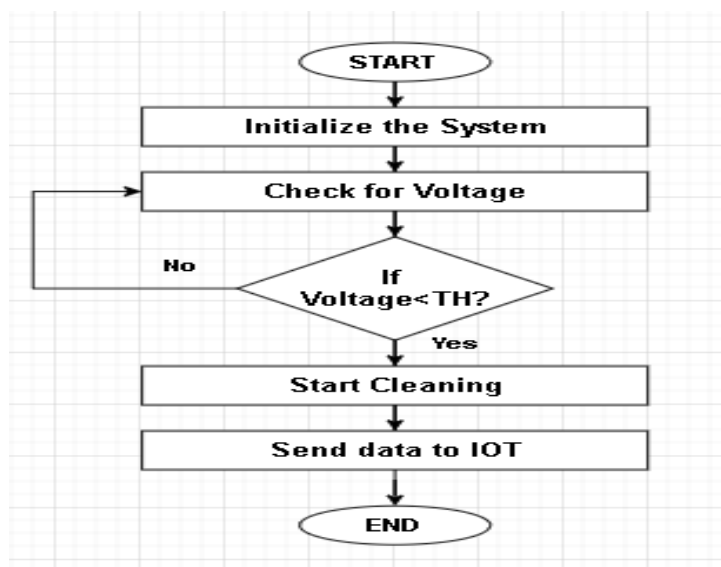 START
Initialize the System
Check for Voltage
No
If
Voltage<TH?
Yes
Start Cleaning
Send data to IOT
END